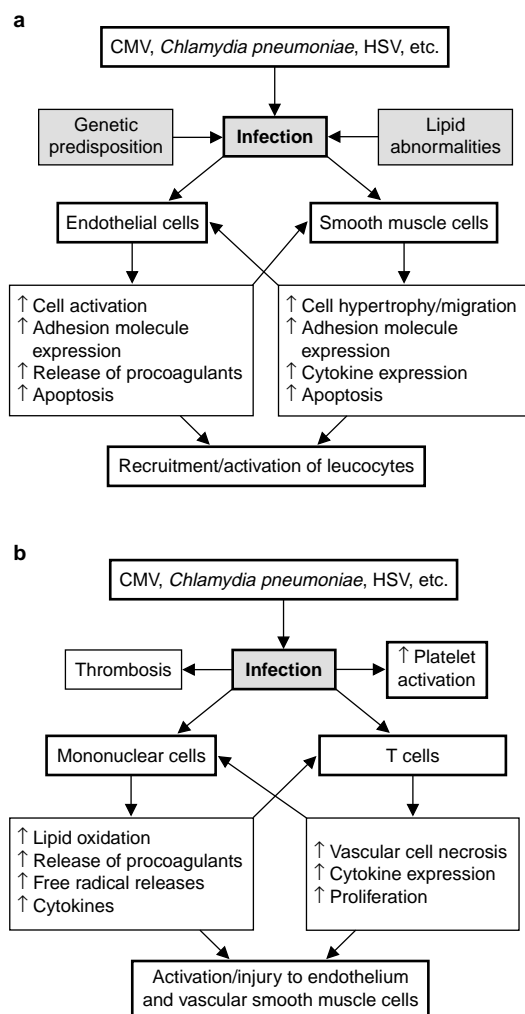 a
CMV, Chlamydia pneumoniae, HSV, etc.
Genetic
predisposition
Infection
Lipid
abnormalities
Endothelial cells
Smooth muscle cells
↑ Cell activation
↑ Adhesion molecule
expression
↑ Release of procoagulants
↑ Apoptosis
↑ Cell hypertrophy/migration
↑ Adhesion molecule
expression
↑ Cytokine expression
↑ Apoptosis
Recruitment/activation of leucocytes
b
CMV, Chlamydia pneumoniae, HSV, etc.
Thrombosis
Infection
↑ Platelet
activation
Mononuclear cells
T cells
↑ Lipid oxidation
↑ Release of procoagulants
↑ Free radical releases
↑ Cytokines
↑ Vascular cell necrosis
↑ Cytokine expression
↑ Proliferation
Activation/injury to endothelium
and vascular smooth muscle cells